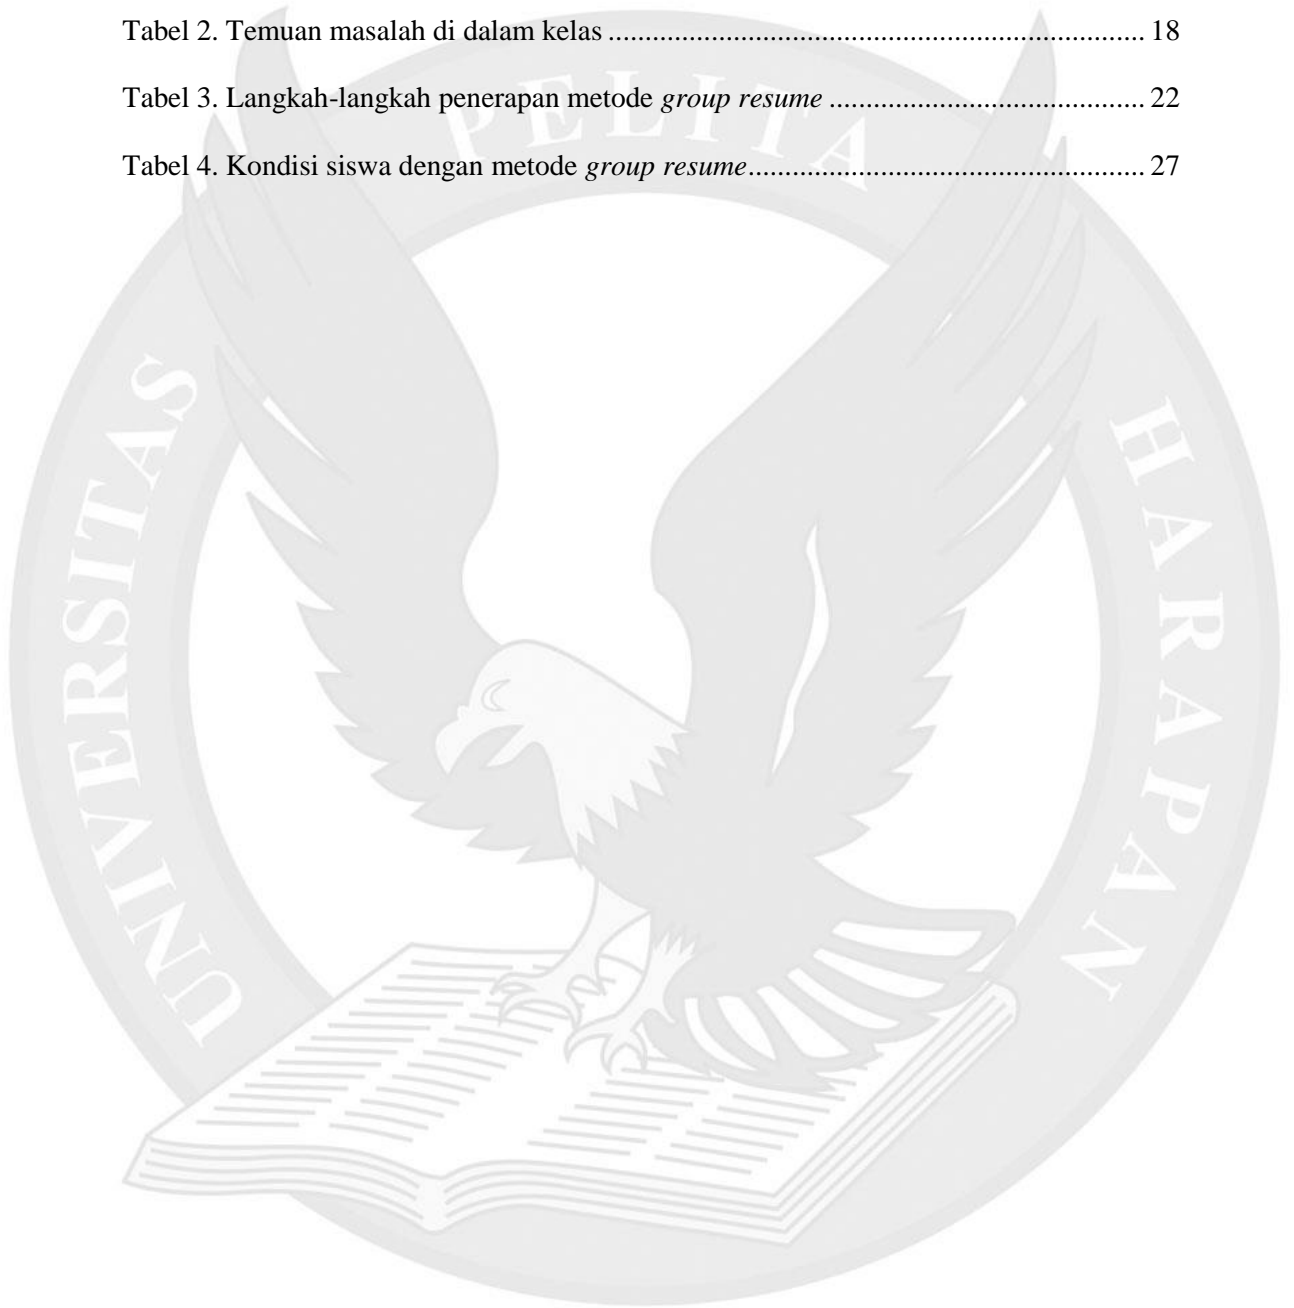 Tabel 2. Temuan masalah di dalam kelas ........................................................................ 18
Tabel 3. Langkah-langkah penerapan metode group resume .......................................... 22
Tabel 4. Kondisi siswa dengan metode group resume..................................................... 27
UNIVERSITAS PELITA HARAPAN